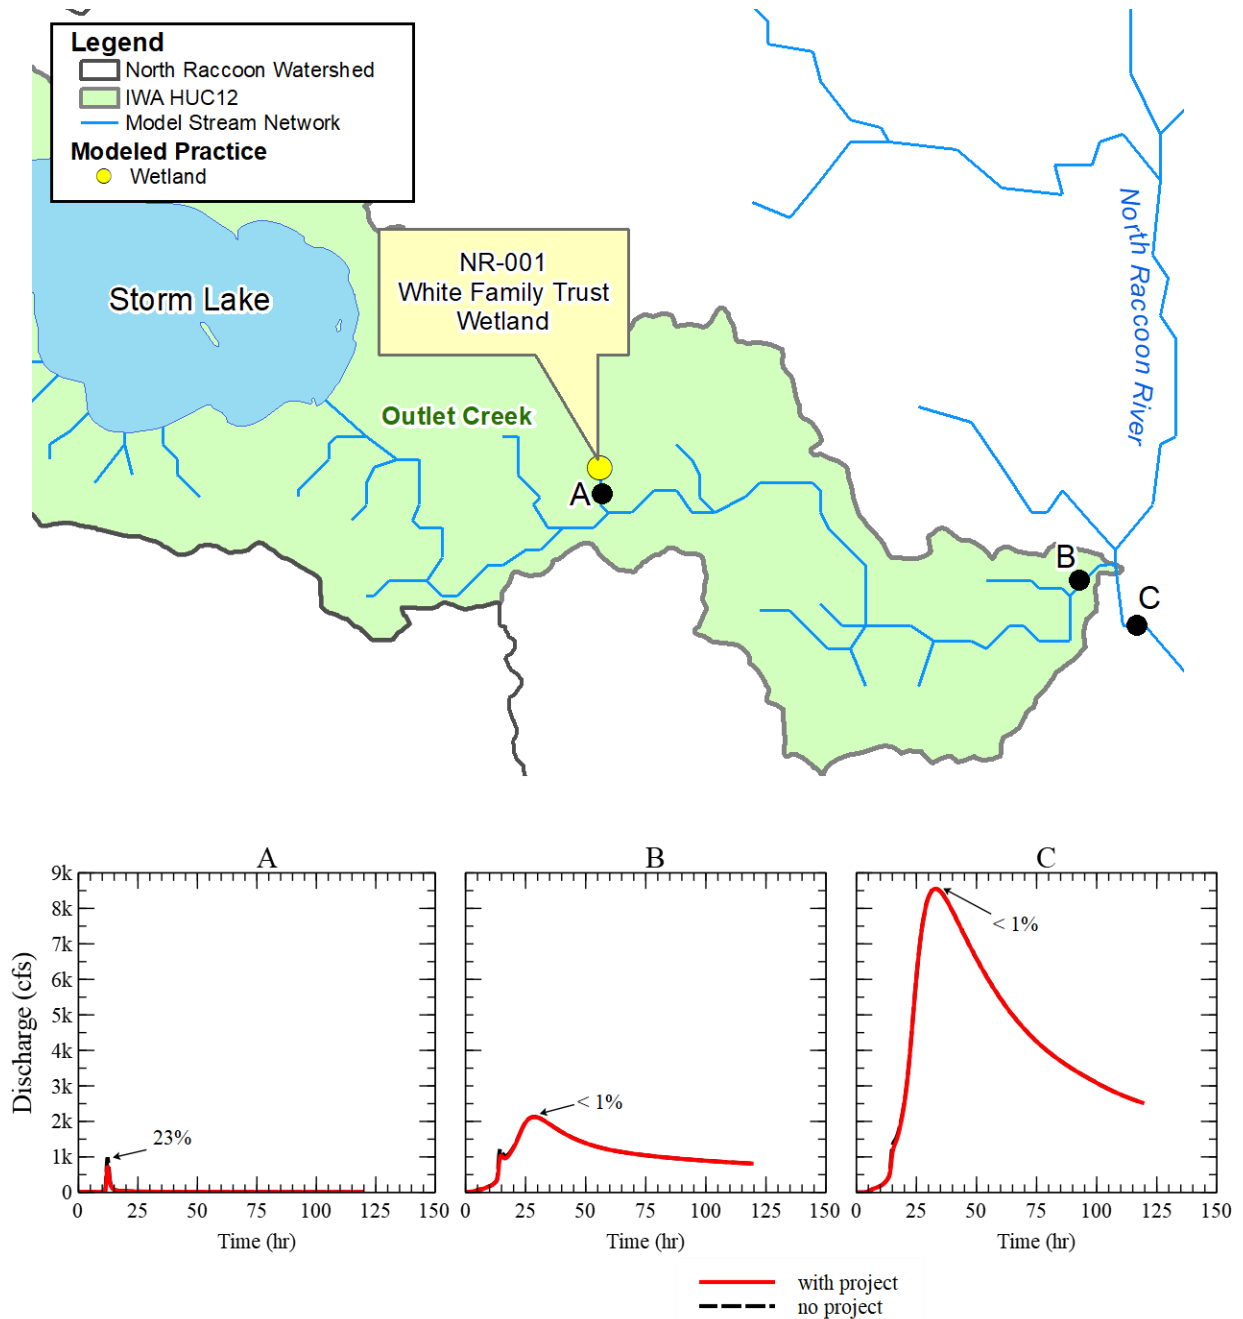 Legend
North Raccoon Watershed
IWA HUC12
Model Stream Network
Modeled Practice
Wetland
North Raccoon River
NR-001
White Family Trust
Wetland
Storm Lake
Outlet Creek
A
B
C
A
B
C
Discharge (cfs)
9k
8k
7k
6k
5k
4k
3k
2k
1k
0
23%
< 1%
< 1%
0 25 50 75 100 125 150
0 25 50 75 100 125 150
0 25 50 75 100 125 150
Time (hr)
Time (hr)
Time (hr)
with project
no project